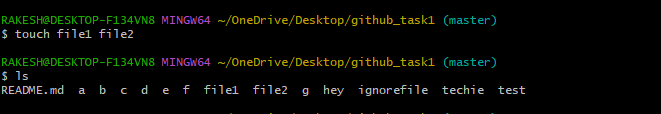 RAKESH@DESKTOP-F134VN8 MINGW64 ~/OneDrive/Desktop/github_task1 (master)
$ touch file1 file2
RAKESH@DESKTOP-F134VN8 MINGW64 ~/OneDrive/Desktop/github_task1 (master)
$ ls
README.md  a  b  c  d  e  f  file1  file2  g  hey  ignorefile  techie  test